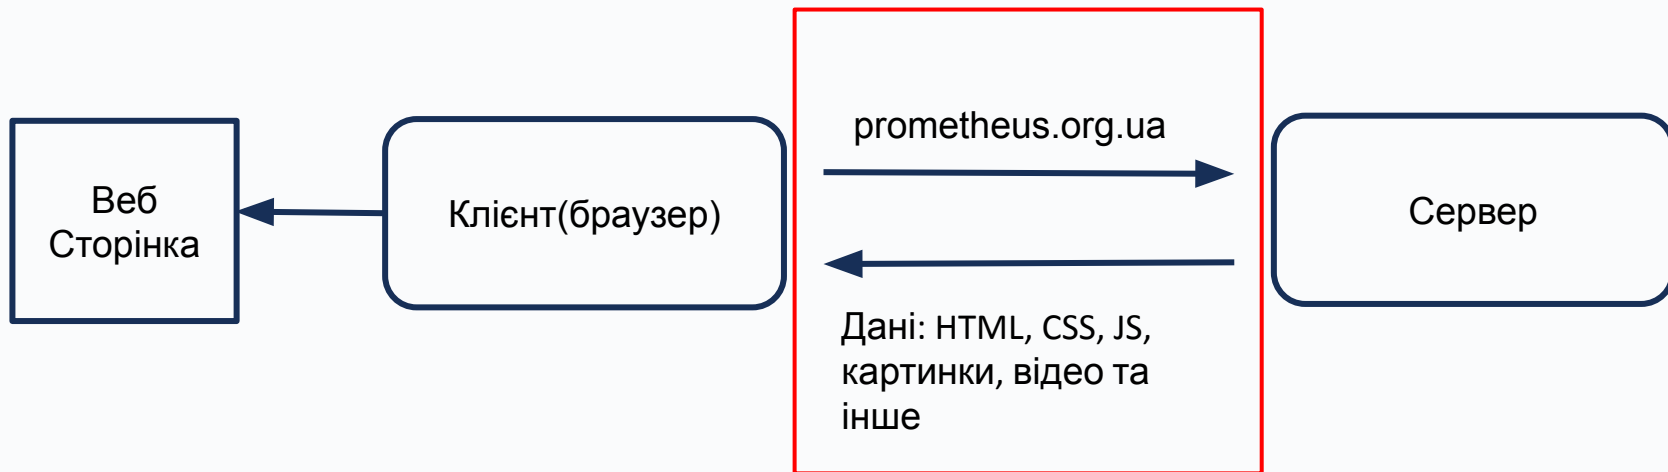 Веб
Сторінка
Клієнт(браузер)
prometheus.org.ua
Дані: HTML, CSS, JS,
картинки, відео та
інше
Сервер